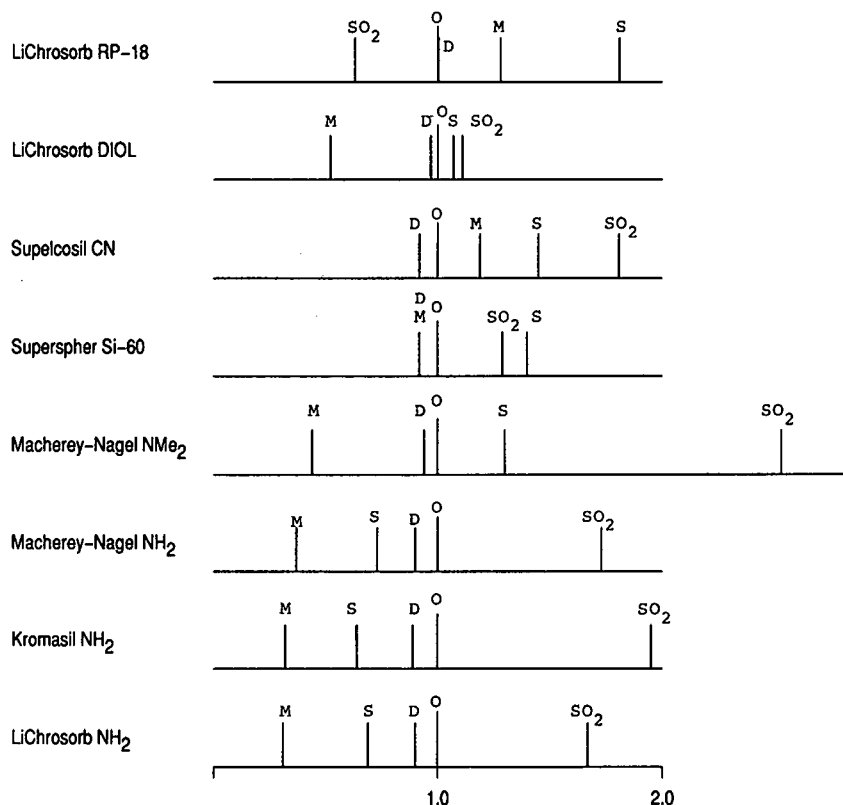 SO2 O D M S
LiChrosorb RP-18
M D O S SO2
LiChrosorb DIOL
D O M S SO2
Supelcosil CN
D
M O SO2 S
Superspher Si-60
M D O S SO2
Macherey-Nagel NMe2
M S D O SO2
Macherey-Nagel NH2
M S D O SO2
Kromasil NH2
M S D O SO2
LiChrosorb NH2
1.0 2.0